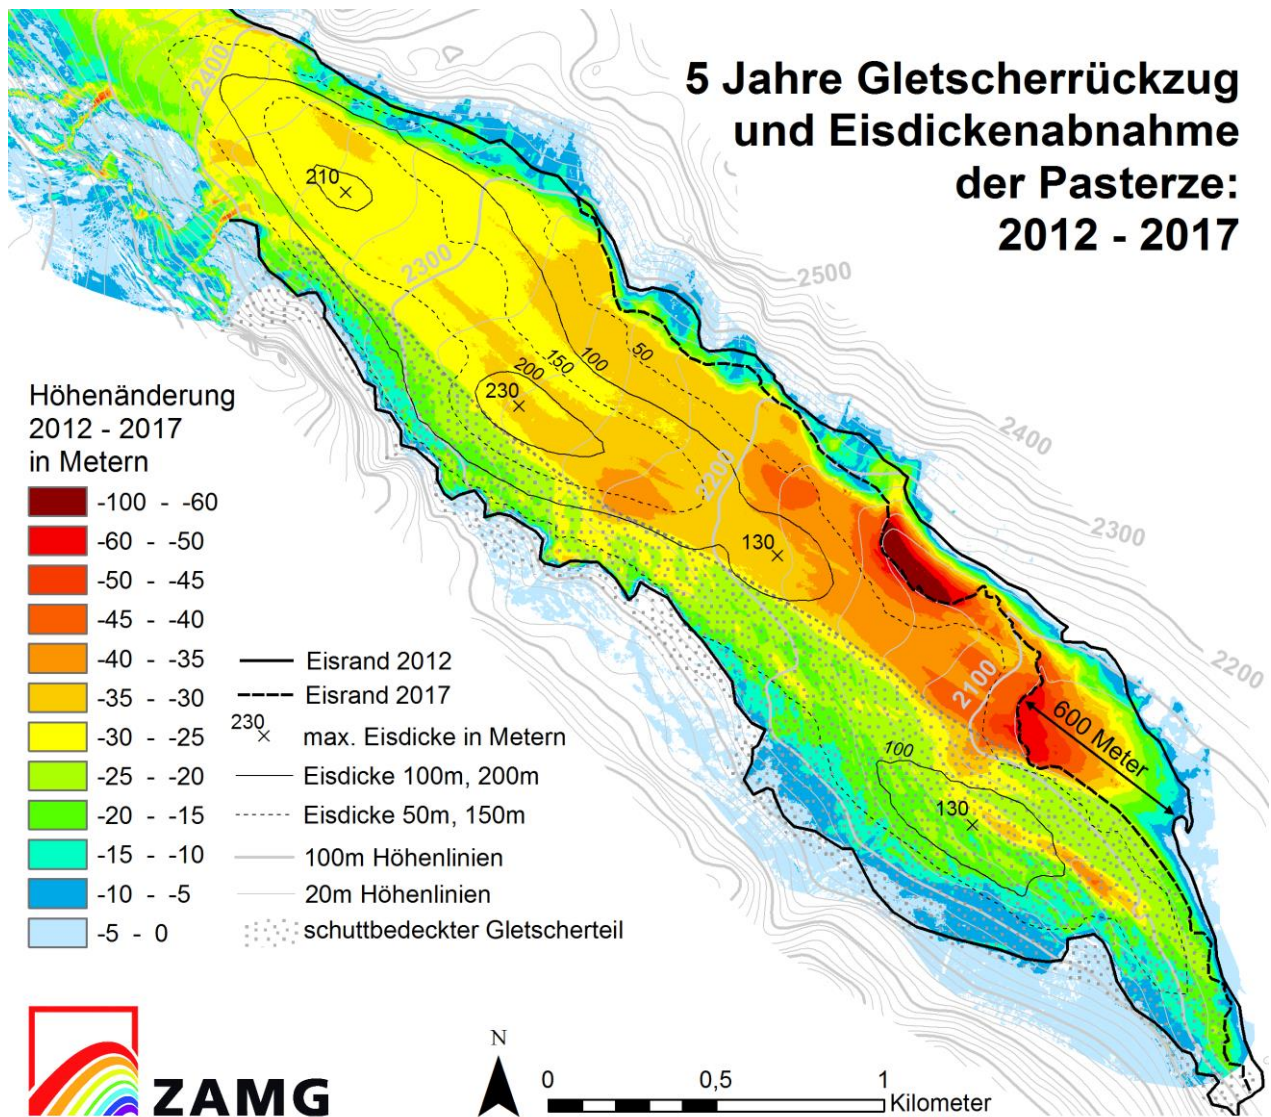 5 Jahre Gletscherrückzug
und Eisdickenabnahme
der Pasterze:
2012 - 2017
2400
210
2300
2500
50
100
150
200
230
2400
2200
130
2300
2200
2100
600 Meter
100
130
Höhenänderung
2012 - 2017
in Metern
-100 - -60
-60 - -50
-50 - -45
-45 - -40
-40 - -35
-35 - -30
-30 - -25
-25 - -20
-20 - -15
-15 - -10
-10 - -5
-5 - 0
Eisrand 2012
Eisrand 2017
230
max. Eisdicke in Metern
Eisdicke 100m, 200m
Eisdicke 50m, 150m
100m Höhenlinien
20m Höhenlinien
schuttbedeckter Gletscherteil
ZAMG
N
0 0,5 1
Kilometer